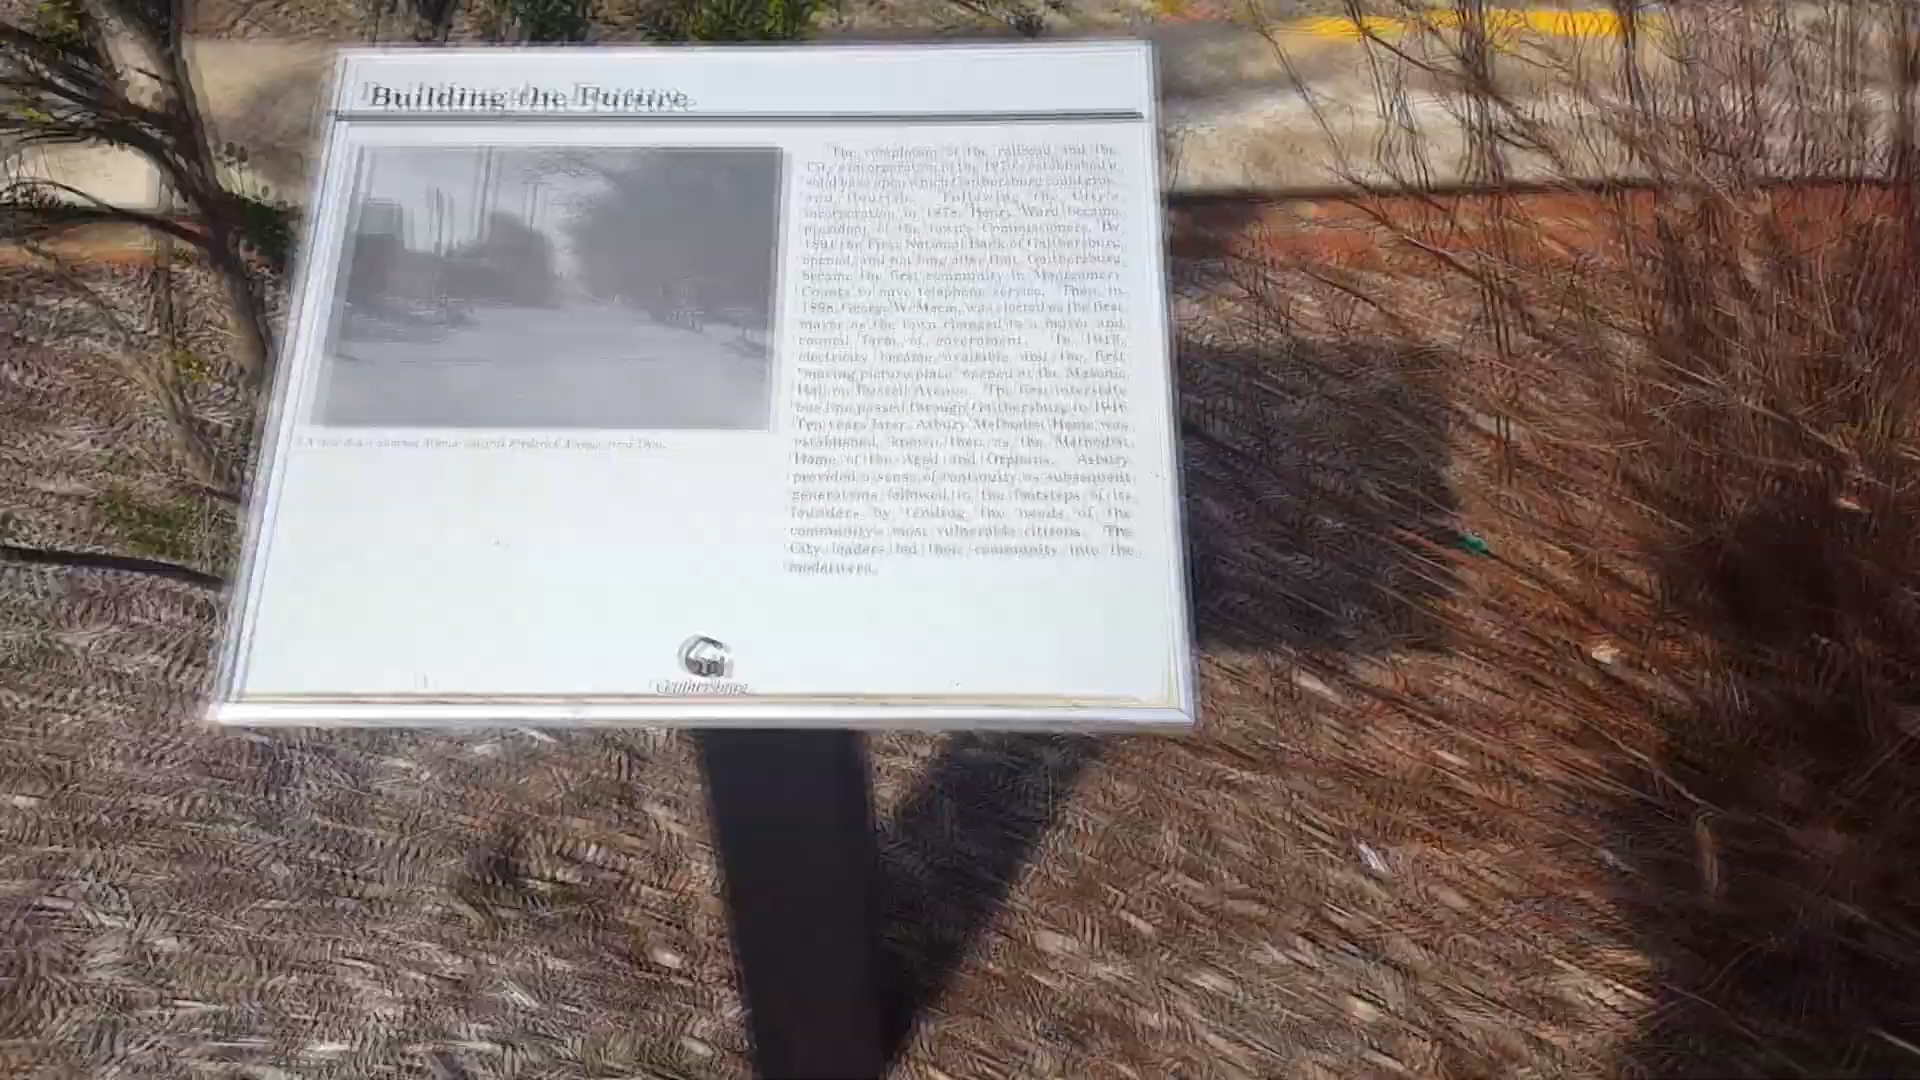 Building the Future
The completion of the railroad and the
City's incorporation in the 1870's established a
solid base upon which Gaithersburg could grow
and flourish. Following the City's
incorporation in 1878, Henry Ward became
president of the town's Commissioners. By
1891 the First National Bank of Gaithersburg
opened, and not long after that, Gaithersburg
became the first community in Montgomery
County to have telephone service. Then, in
1898, George W. Meem, was elected as the first
mayor as the town changed to a mayor and
council form of government. In 1913,
electricity became available and the first
"moving picture place" opened at the Masonic
Hall on Russell Avenue. The first interstate
bus line passed through Gaithersburg in 1916.
Ten years later, Asbury Methodist Home was
established, known then as the Methodist
Home of the Aged and Orphans. Asbury
provided a sense of continuity as subsequent
generations followed in the footsteps of its
founders by tending the needs of the
community's most vulnerable citizens. The
City leaders led their community into the
modern era.
Frederick
Gaithersburg